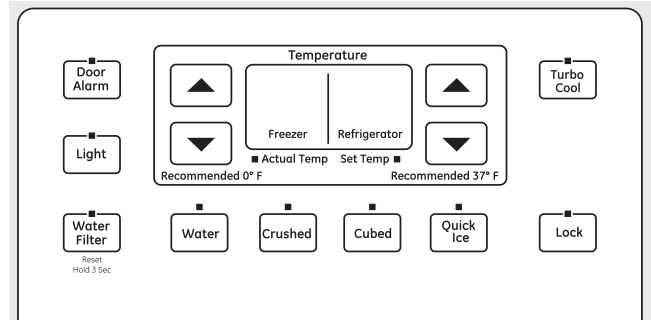 Temperature
Door
Alarm
Turbo
Cool
Freezer
Refrigerator
Light
Actual Temp
Set Temp
Recommended 0° F
Recommended 37° F
Water
Filter
Reset
Hold 3 Sec
Water
Crushed
Cubed
Quick
Ice
Lock